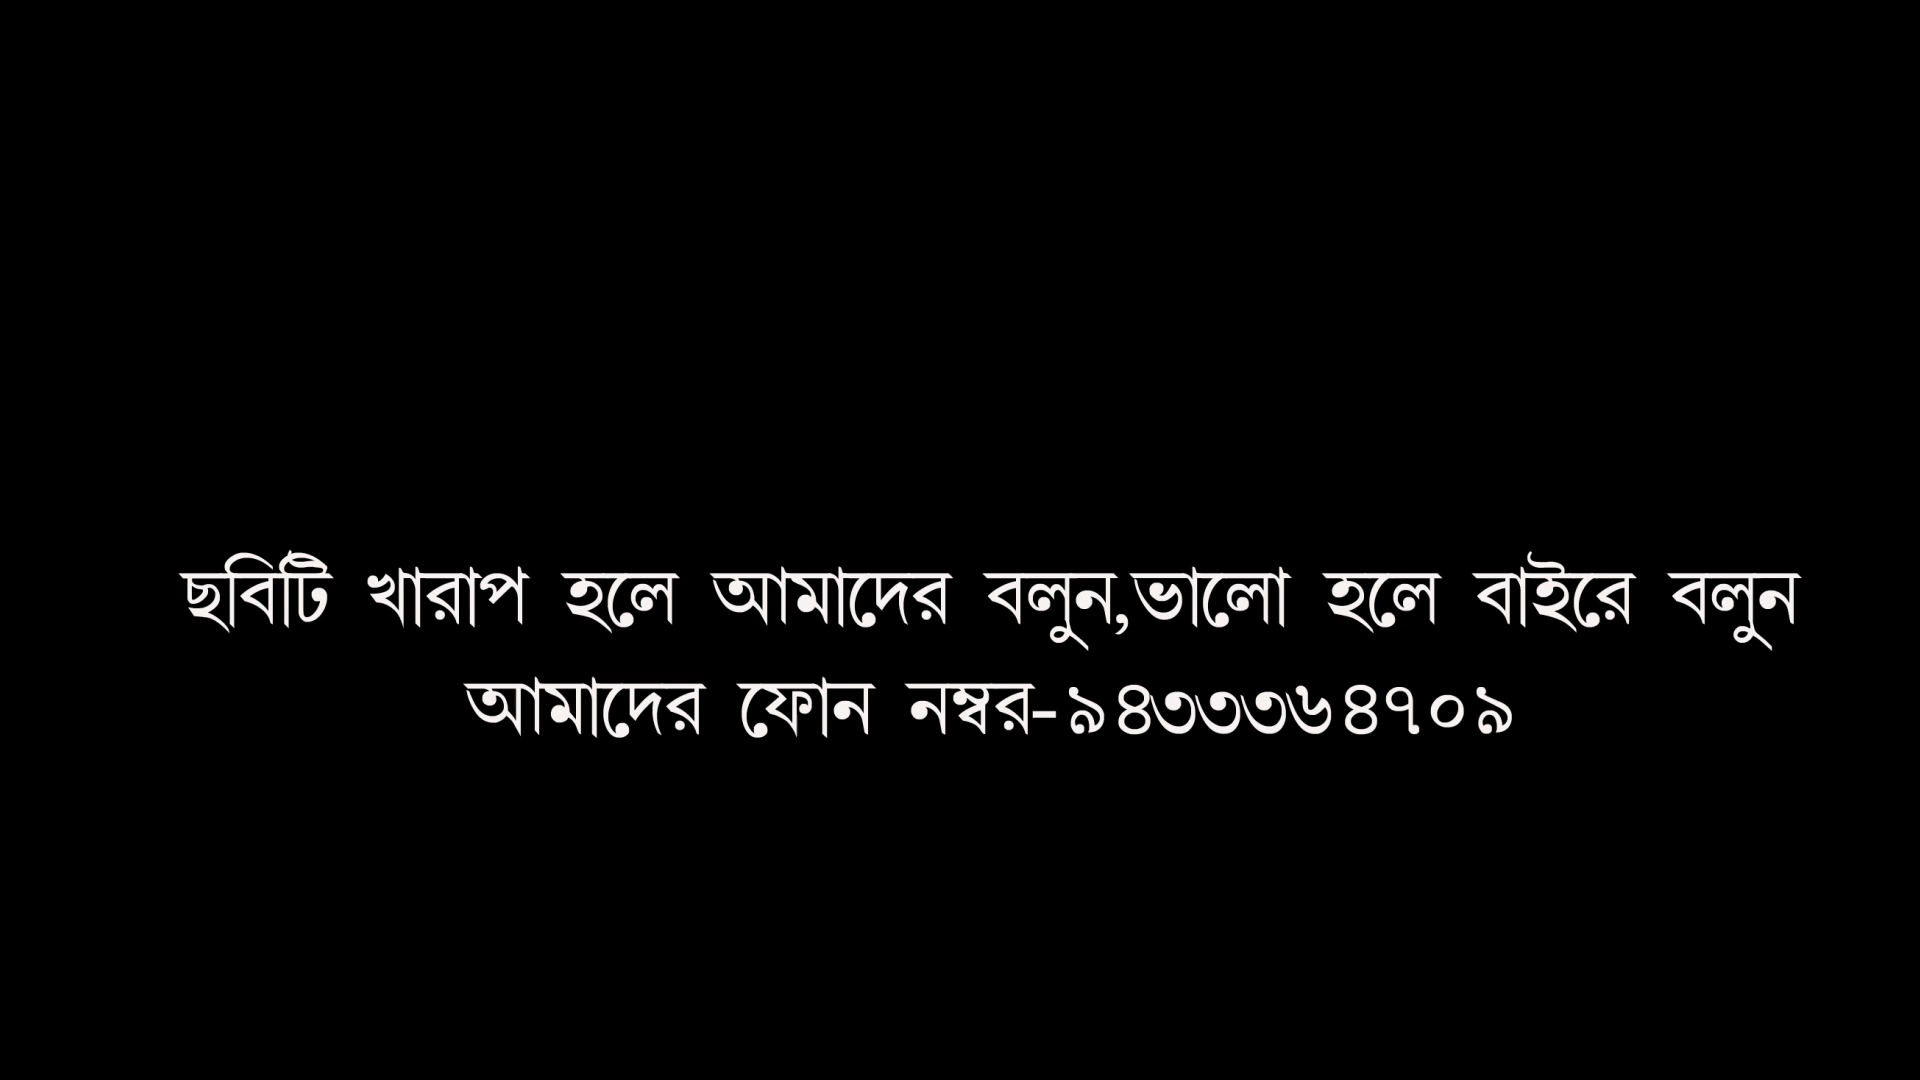 ছবিটি খারাপ হলে আমাদের বলুন,ভালো হলে বাইরে বলুন
আমাদের ফোন নম্বর-৯৪৩৩৩৬৪৭০৯